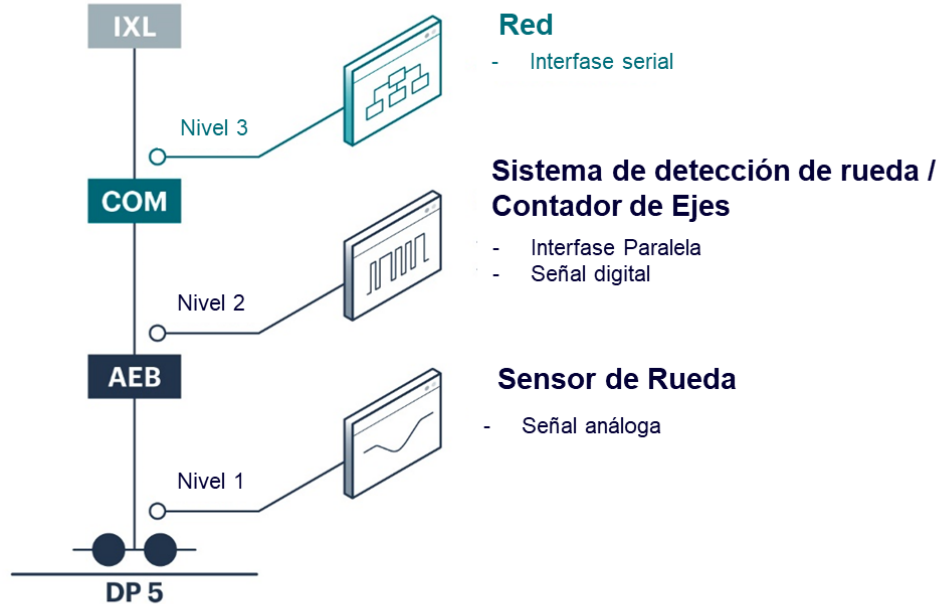 IXL
Red
- Interfase serial
Nivel 3
COM
Sistema de detección de rueda /
Contador de Ejes
- Interfase Paralela
- Señal digital
Nivel 2
AEB
Sensor de Rueda
- Señal análoga
Nivel 1
DP 5